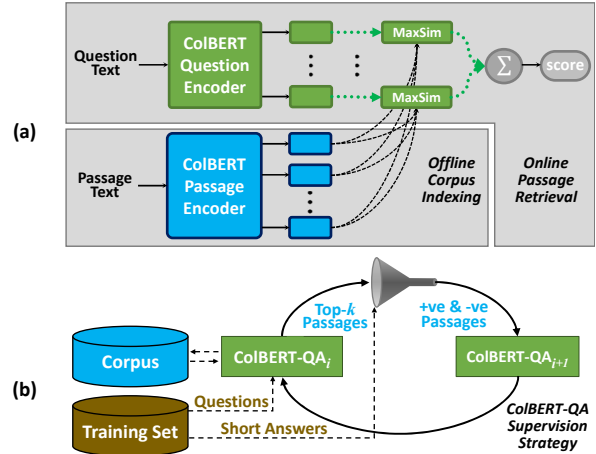 (a)
Question
Text
ColBERT
Question
Encoder
MaxSim
MaxSim
Σ
score
Passage
Text
ColBERT
Passage
Encoder
Offline
Corpus
Indexing
Online
Passage
Retrieval
(b)
Top-k
Passages
+ve & -ve
Passages
Corpus
ColBERT-QAi
ColBERT-QAi+1
Questions
Training Set
Short Answers
ColBERT-QA
Supervision
Strategy